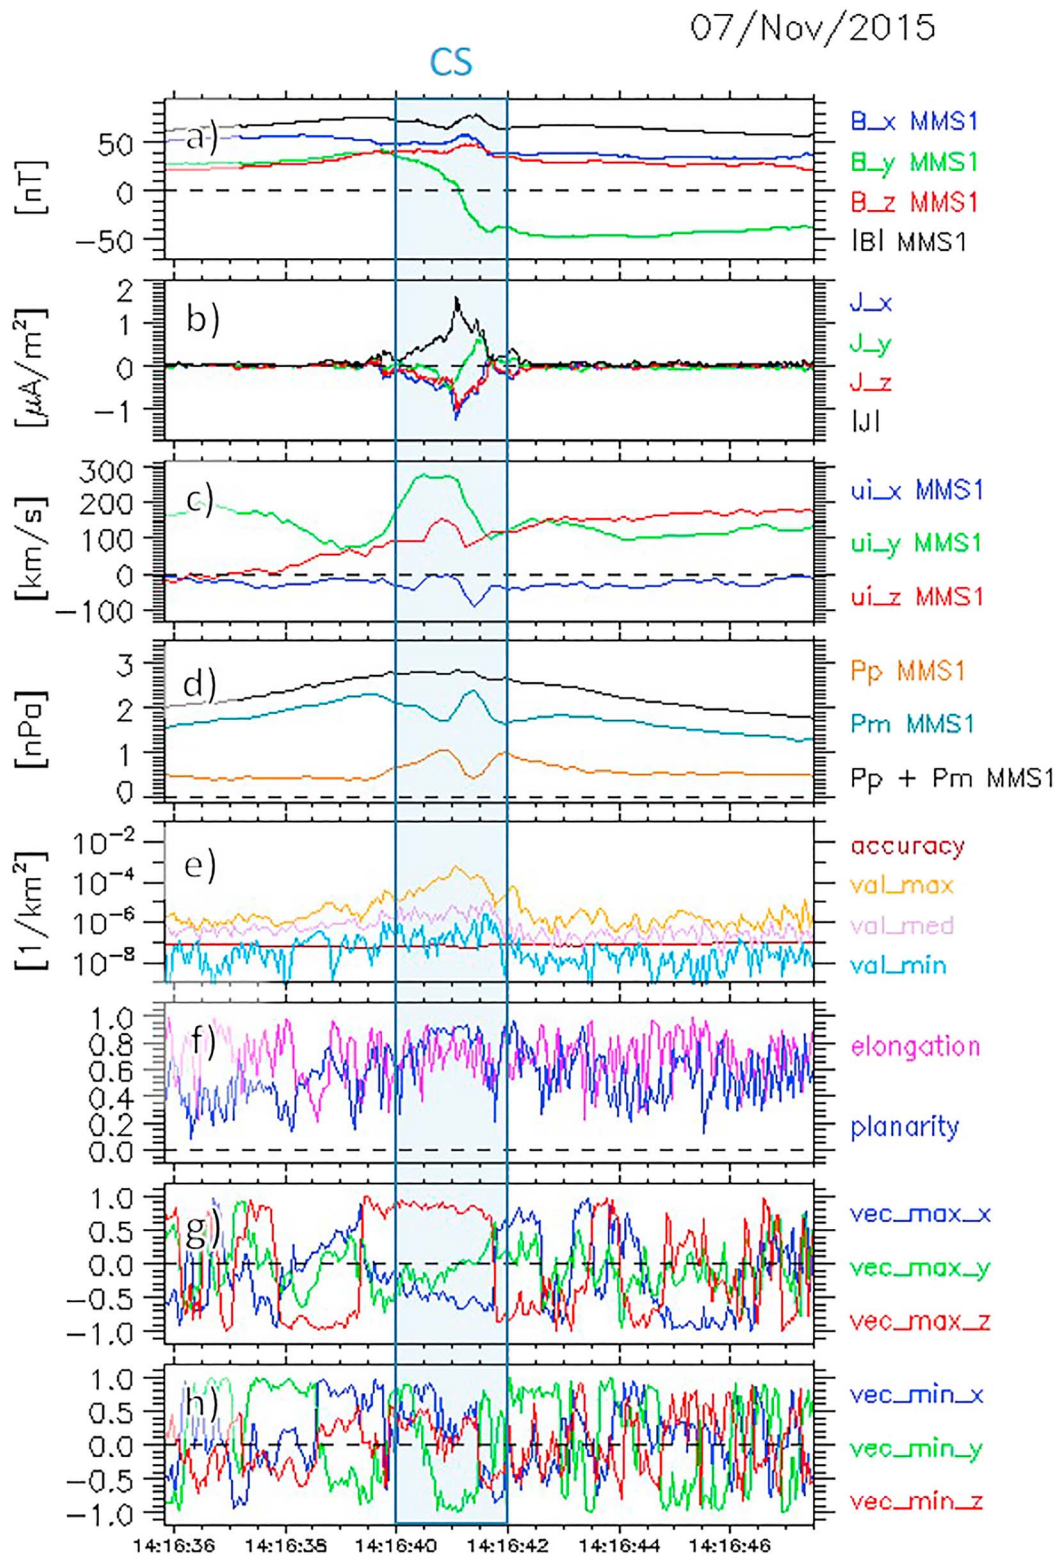 07/Nov/2015
CS
a)
[nT]
50
0
−50
B_x MMS1
B_y MMS1
B_z MMS1
|B| MMS1
b)
[μA/m²]
2
1
0
−1
J_x
J_y
J_z
|J|
c)
[km/s]
300
200
100
0
−100
ui_x MMS1
ui_y MMS1
ui_z MMS1
d)
[nPa]
3
2
1
0
Pp MMS1
Pm MMS1
Pp + Pm MMS1
e)
[1/km²]
10⁻²
10⁻⁴
10⁻⁶
10⁻⁸
accuracy
val_max
val_med
val_min
f)
1.0
0.8
0.6
0.4
0.2
0.0
elongation
planarity
g)
1.0
0.5
0.0
−0.5
−1.0
vec_max_x
vec_max_y
vec_max_z
h)
1.0
0.5
0.0
−0.5
−1.0
vec_min_x
vec_min_y
vec_min_z
14:16:36 14:16:38 14:16:40 14:16:42 14:16:44 14:16:46